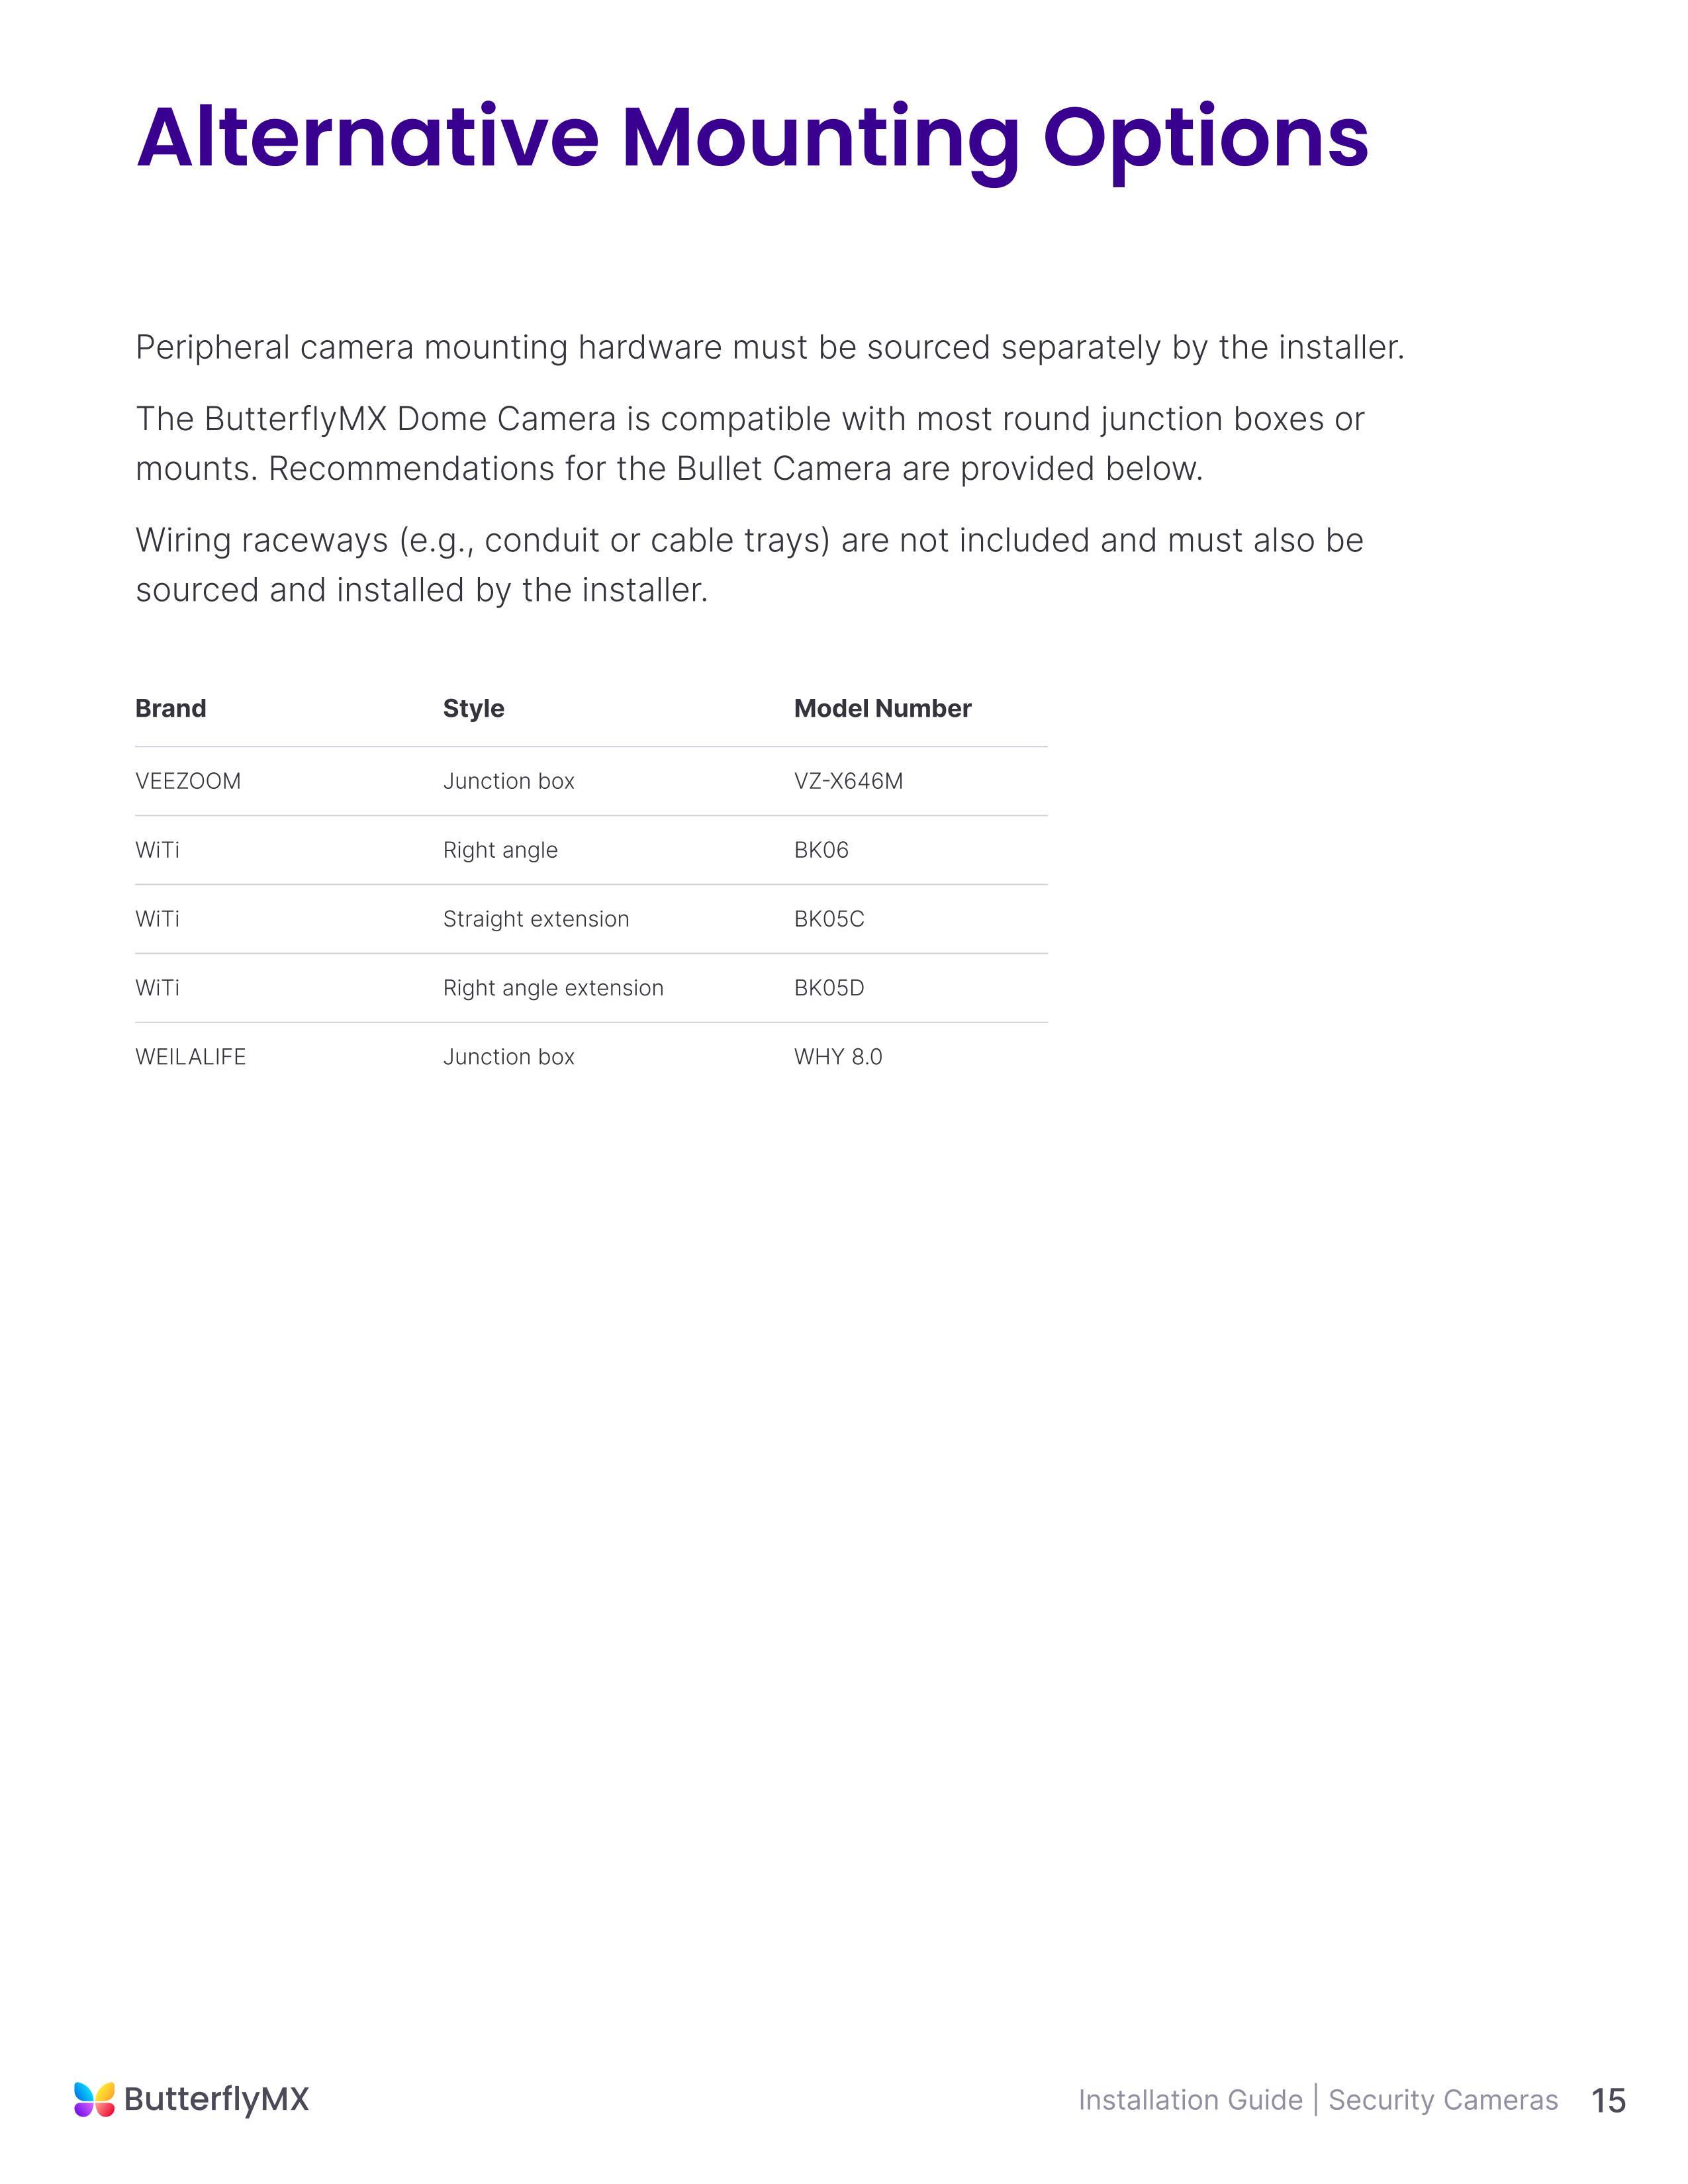 Alternative Mounting Options
Peripheral camera mounting hardware must be sourced separately by the installer.
The ButterflyMX Dome Camera is compatible with most round junction boxes or
mounts. Recommendations for the Bullet Camera are provided below.
Wiring raceways (e.g., conduit or cable trays) are not included and must also be
sourced and installed by the installer.
Brand Style Model Number
VEEZOOM Junction box VZ-X646M
WiTi Right angle BK06
WiTi Straight extension BK05C
WiTi Right angle extension BK05D
WEILALIFE Junction box WHY 8.0
ButterflyMX Installation Guide | Security Cameras 15